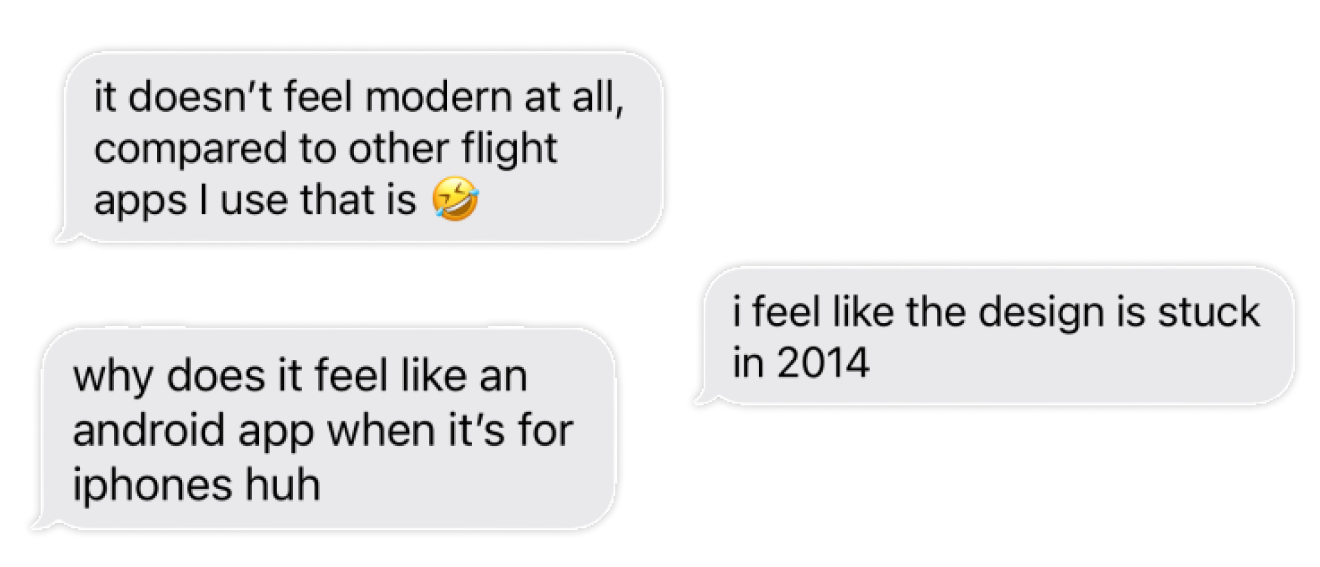 it doesn’t feel modern at all,
compared to other flight
apps I use that is 🤣
i feel like the design is stuck
in 2014
why does it feel like an
android app when it’s for
iphones huh